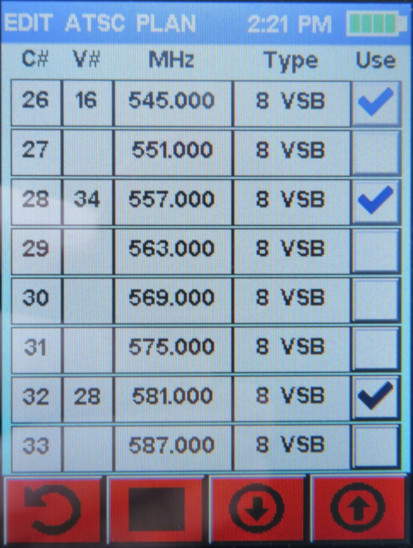 EDIT ATSC PLAN 2:21 PM
C# V# MHz Type Use
26 16 545.000 8 VSB
27 551.000 8 VSB
28 34 557.000 8 VSB
29 563.000 8 VSB
30 569.000 8 VSB
31 575.000 8 VSB
32 28 581.000 8 VSB
33 587.000 8 VSB